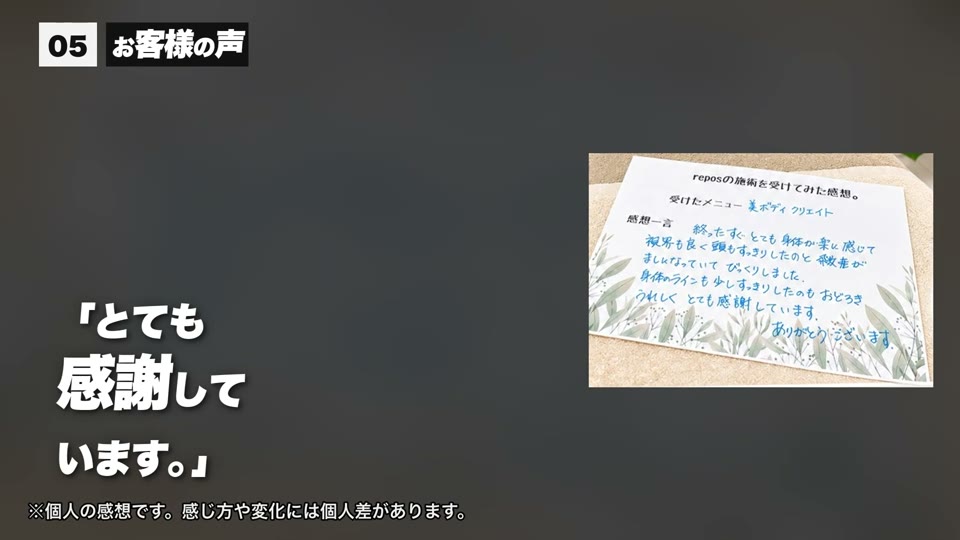 05 お客様の声
reposの施術を受けてみた感想。
受けたメニュー 美ボディ クリエイト
感想一言 終ったすぐ とても 身体が楽に感じて
視界も良く 頭もすっきりしたのと
ましになっていて びっくりしました。
身体のラインも少しすっきりしたのも おどろき
うれしく とても感謝しています。
ありがとう ございます。
「とても
感謝して
います。」
※個人の感想です。感じ方や変化には個人差があります。